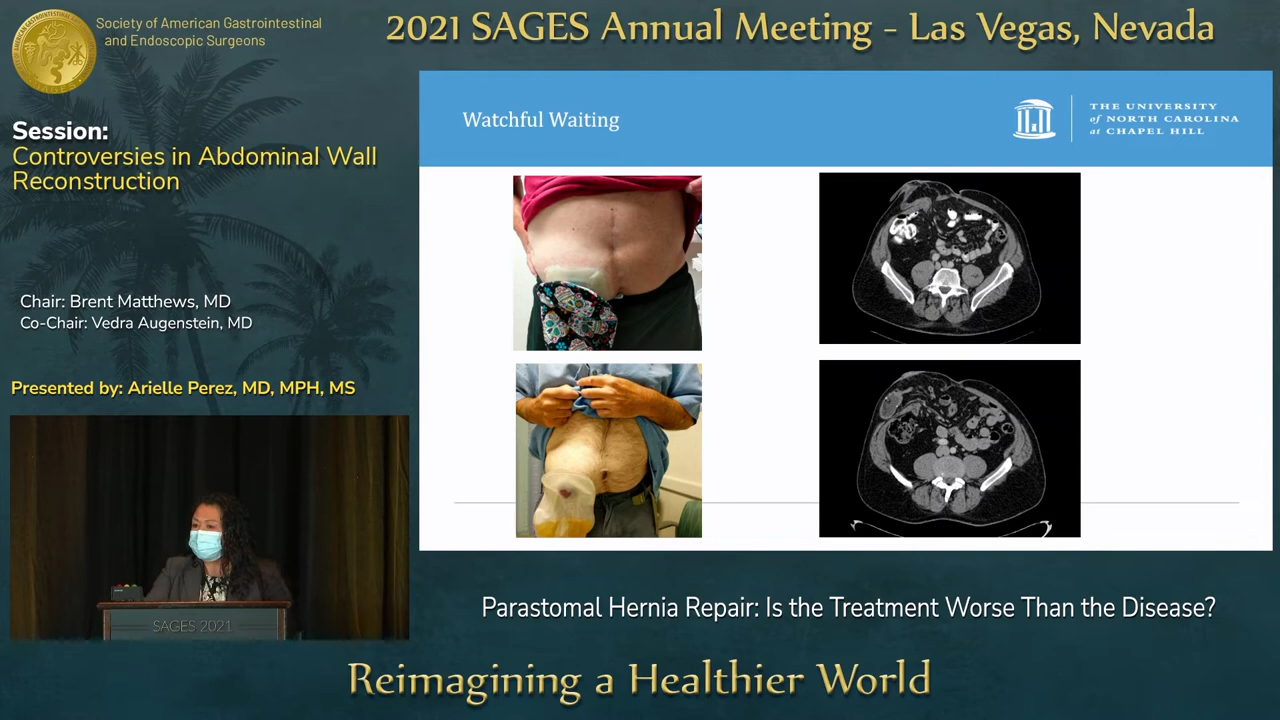 Society of American Gastrointestinal
and Endoscopic Surgeons
2021 SAGES Annual Meeting - Las Vegas, Nevada
Session:
Controversies in Abdominal Wall
Reconstruction
Chair: Brent Matthews, MD
Co-Chair: Vedra Augenstein, MD
Presented by: Arielle Perez, MD, MPH, MS
SAGES 2021
Watchful Waiting
THE UNIVERSITY
of NORTH CAROLINA
at CHAPEL HILL
Parastomal Hernia Repair: Is the Treatment Worse Than the Disease?
Reimagining a Healthier World